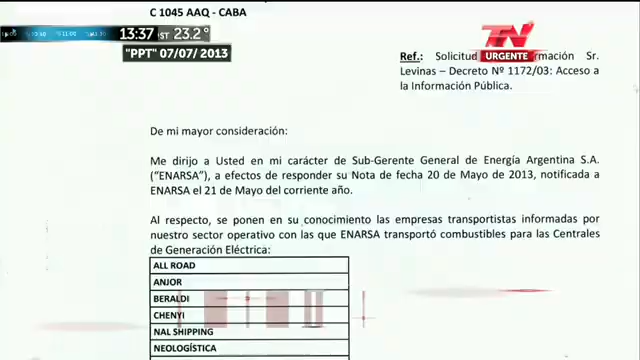 C 1045 AAQ - CABA
13:37
ST 23.2°
"PPT" 07/07/ 2013
TN
URGENTE
Ref.: Solicitud rmación Sr.
Levinas – Decreto Nº 1172/03: Acceso a
la Información Pública.
De mi mayor consideración:
Me dirijo a Usted en mi carácter de Sub-Gerente General de Energía Argentina S.A.
("ENARSA"), a efectos de responder su Nota de fecha 20 de Mayo de 2013, notificada a
ENARSA el 21 de Mayo del corriente año.
Al respecto, se ponen en su conocimiento las empresas transportistas informadas por
nuestro sector operativo con las que ENARSA transportó combustibles para las Centrales
de Generación Eléctrica:
ALL ROAD
ANJOR
BERALDI
CHENYI
NAL SHIPPING
NEOLOGÍSTICA